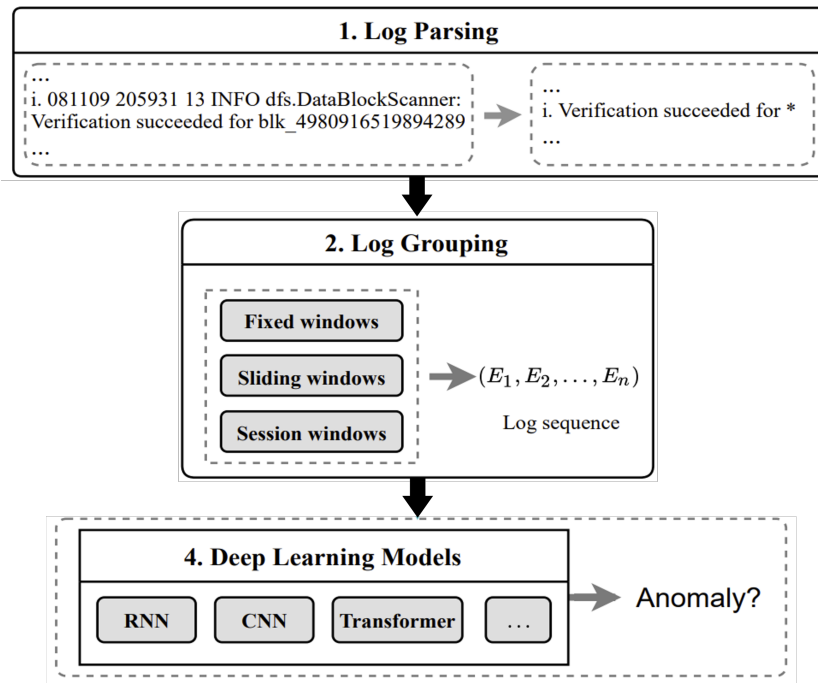 1. Log Parsing
...
i. 081109 205931 13 INFO dfs.DataBlockScanner:
Verification succeeded for blk_4980916519894289
...
...
i. Verification succeeded for *
...
2. Log Grouping
Fixed windows
Sliding windows
Session windows
(E₁, E₂, . . . , Eₙ)
Log sequence
4. Deep Learning Models
RNN
CNN
Transformer
...
Anomaly?